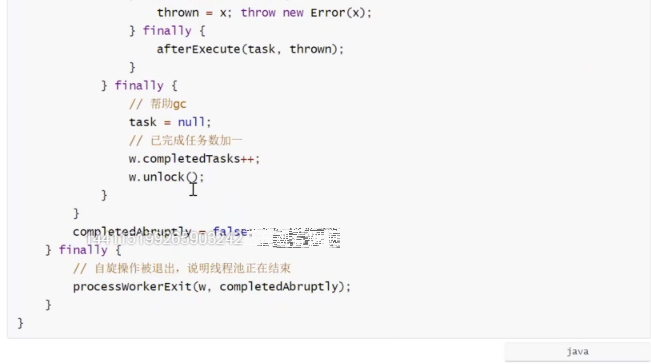 thrown = x; throw new Error(x);
} finally {
afterExecute(task, thrown);
}
} finally {
// 帮助gc
task = null;
// 已完成任务数加一
w.completedTasks++;
w.unlock();
}
}
completedAbruptly = false;
} finally {
// 自旋操作被退出，说明线程池正在结束
processWorkerExit(w, completedAbruptly);
}
}
java